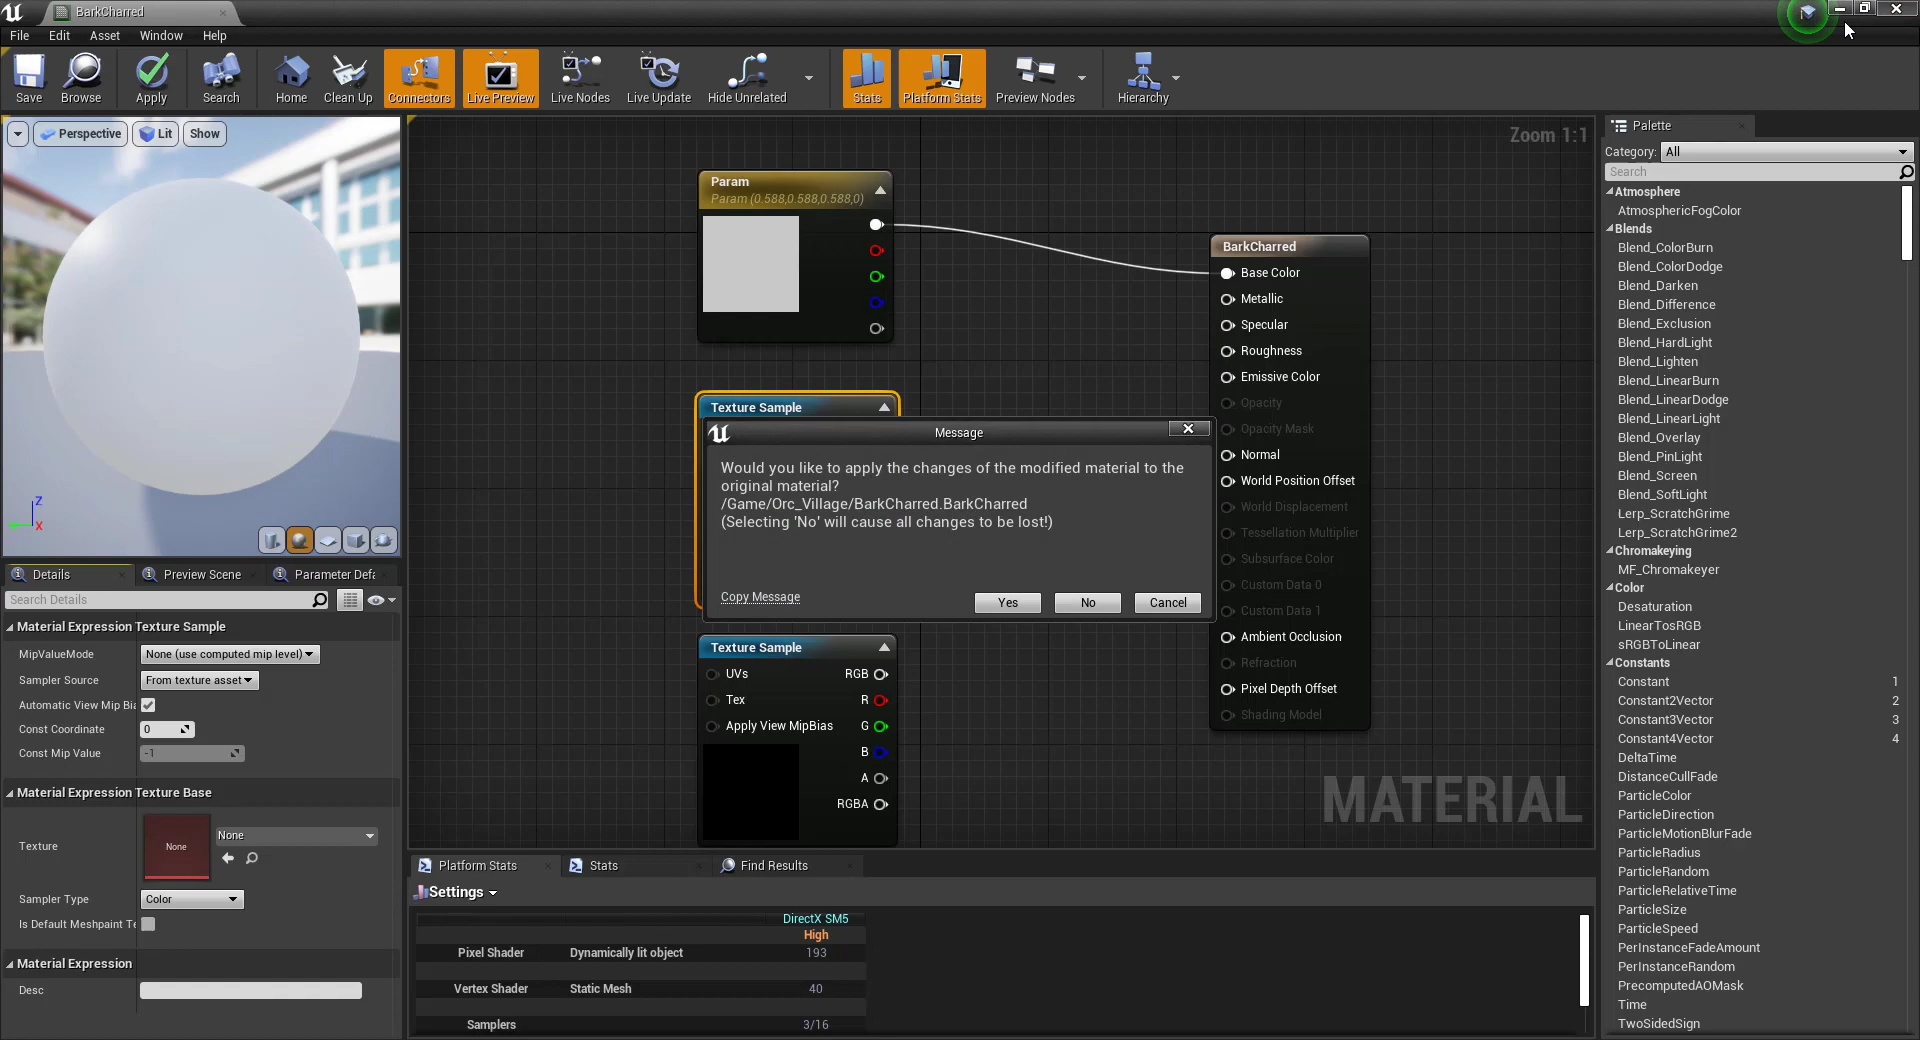 BarkCharred
File Edit Asset Window Help
Save Browse Apply Search Home Clean Up Connectors Live Preview Live Nodes Live Update Hide Unrelated Stats Platform Stats Preview Nodes Hierarchy
Perspective Lit Show
Z
X
Zoom 1:1
Param
Param (0.588,0.588,0.588,0)
Texture Sample
BarkCharred
Base Color
Metallic
Specular
Roughness
Emissive Color
Opacity
Opacity Mask
Normal
World Position Offset
World Displacement
Tessellation Multiplier
Subsurface Color
Custom Data 0
Custom Data 1
Ambient Occlusion
Refraction
Pixel Depth Offset
Shading Model
Message
Would you like to apply the changes of the modified material to the
original material?
/Game/Orc_Village/BarkCharred.BarkCharred
(Selecting 'No' will cause all changes to be lost!)
Copy Message
Yes No Cancel
Texture Sample
UVs RGB
Tex R
Apply View MipBias G
B
A
RGBA
MATERIAL
Details Preview Scene Parameter Defa
Search Details
Material Expression Texture Sample
MipValueMode None (use computed mip level)
Sampler Source From texture asset
Automatic View Mip Bia
Const Coordinate 0
Const Mip Value -1
Material Expression Texture Base
Texture None None
Sampler Type Color
Is Default Meshpaint Te
Material Expression
Desc
Platform Stats Stats Find Results
Settings
DirectX SM5
High
Pixel Shader Dynamically lit object 193
Vertex Shader Static Mesh 40
Samplers 3/16
Palette
Category: All
Search
Atmosphere
AtmosphericFogColor
Blends
Blend_ColorBurn
Blend_ColorDodge
Blend_Darken
Blend_Difference
Blend_Exclusion
Blend_HardLight
Blend_Lighten
Blend_LinearBurn
Blend_LinearDodge
Blend_LinearLight
Blend_Overlay
Blend_PinLight
Blend_Screen
Blend_SoftLight
Lerp_ScratchGrime
Lerp_ScratchGrime2
Chromakeying
MF_Chromakeyer
Color
Desaturation
LinearTosRGB
sRGBToLinear
Constants
Constant 1
Constant2Vector 2
Constant3Vector 3
Constant4Vector 4
DeltaTime
DistanceCullFade
ParticleColor
ParticleDirection
ParticleMotionBlurFade
ParticleRadius
ParticleRandom
ParticleRelativeTime
ParticleSize
ParticleSpeed
PerInstanceFadeAmount
PerInstanceRandom
PrecomputedAOMask
Time
TwoSidedSign